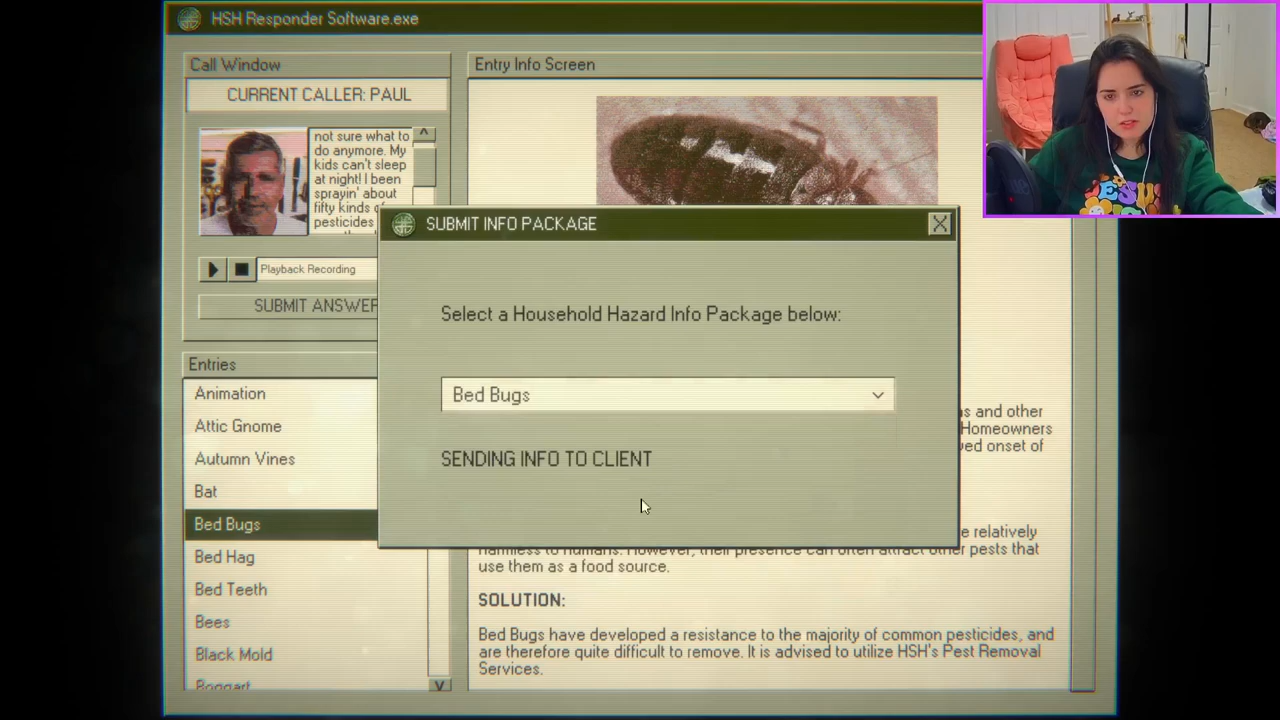 HSH Responder Software.exe
Call Window
CURRENT CALLER: PAUL
not sure what to
do anymore. My
kids can't sleep
at night! I been
sprayin' about
fifty kinds
pesticides
Playback Recording
SUBMIT ANSWER
Entries
Animation
Attic Gnome
Autumn Vines
Bat
Bed Bugs
Bed Hag
Bed Teeth
Bees
Black Mold
Boggart
Entry Info Screen
SUBMIT INFO PACKAGE
Select a Household Hazard Info Package below:
Bed Bugs
SENDING INFO TO CLIENT
and other
Homeowners
onset of
relatively
harmless to humans. However, their presence can often attract other pests that
use them as a food source.
SOLUTION:
Bed Bugs have developed a resistance to the majority of common pesticides, and
are therefore quite difficult to remove. It is advised to utilize HSH's Pest Removal
Services.